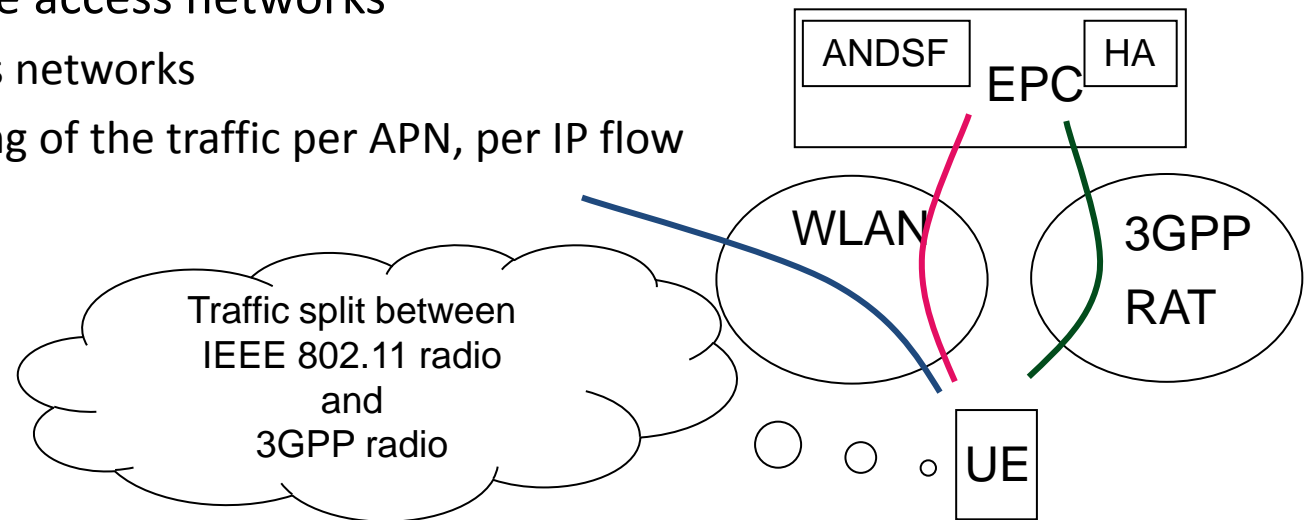 access networks
networks
of the traffic per APN, per IP flow
ANDSF
HA
EPC
WLAN
3GPP
RAT
Traffic split between
IEEE 802.11 radio
and
3GPP radio
UE